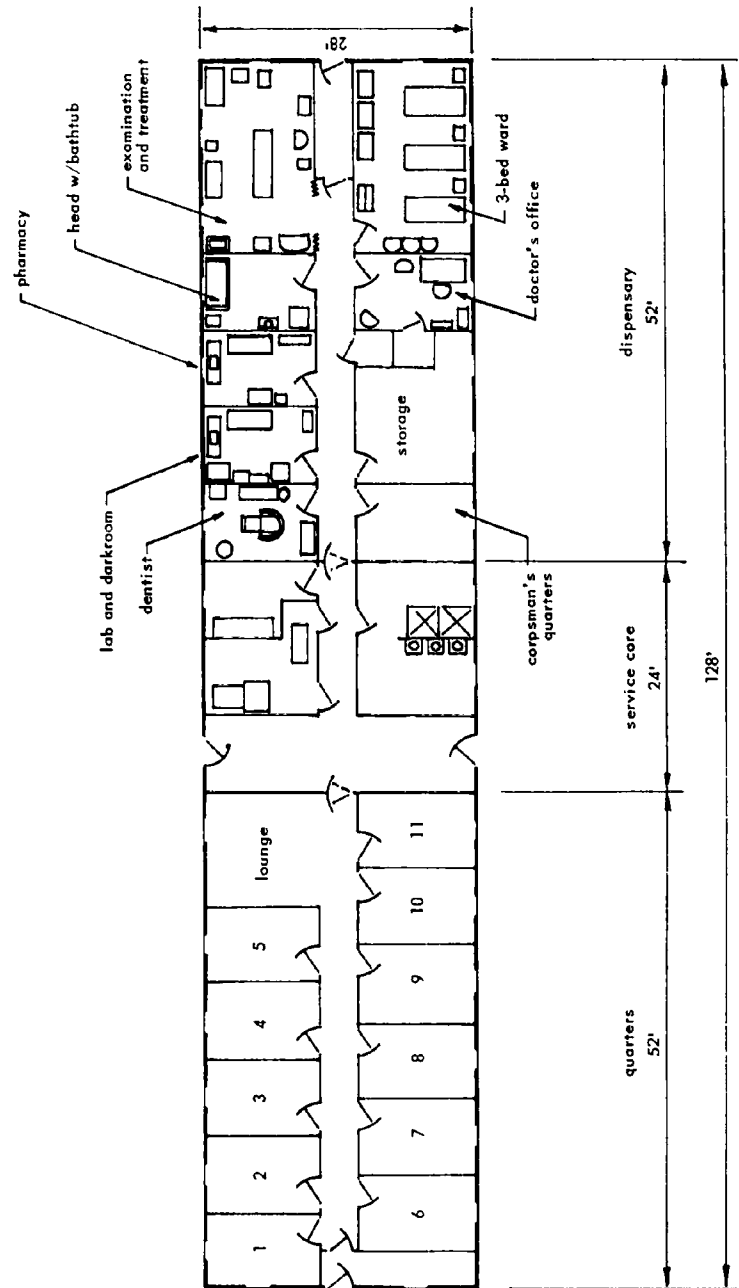 pharmacy
head w/bathtub
examination
and treatment
lab and darkroom
dentist
28'
3-bed ward
doctor's office
storage
corpsman's
quarters
lounge
1
2
3
4
5
6
7
8
9
10
11
quarters
52'
service core
24'
dispensary
52'
128'